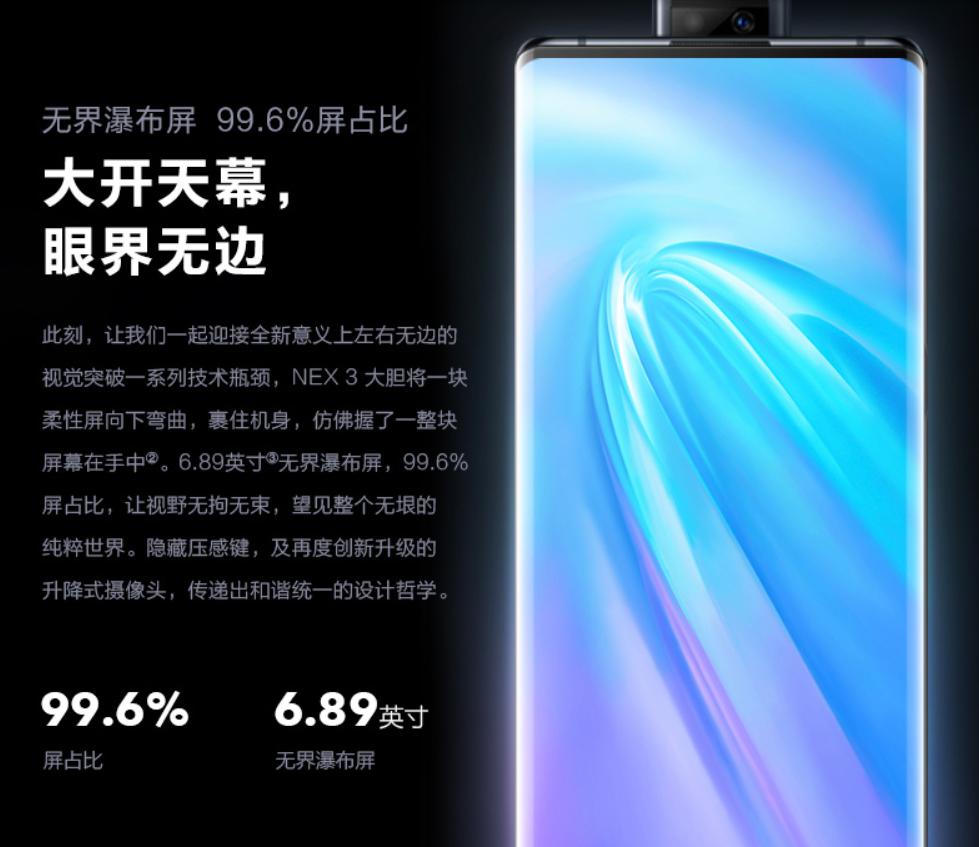 无界瀑布屏 99.6%屏占比
大开天幕，
眼界无边
此刻，让我们一起迎接全新意义上左右无边的
视觉突破一系列技术瓶颈，NEX 3 大胆将一块
柔性屏向下弯曲，裹住机身，仿佛握了一整块
屏幕在手中②。6.89英寸③无界瀑布屏，99.6%
屏占比，让视野无拘无束，望见整个无垠的
纯粹世界。隐藏压感键，及再度创新升级的
升降式摄像头，传递出和谐统一的设计哲学。
99.6% 6.89英寸
屏占比 无界瀑布屏